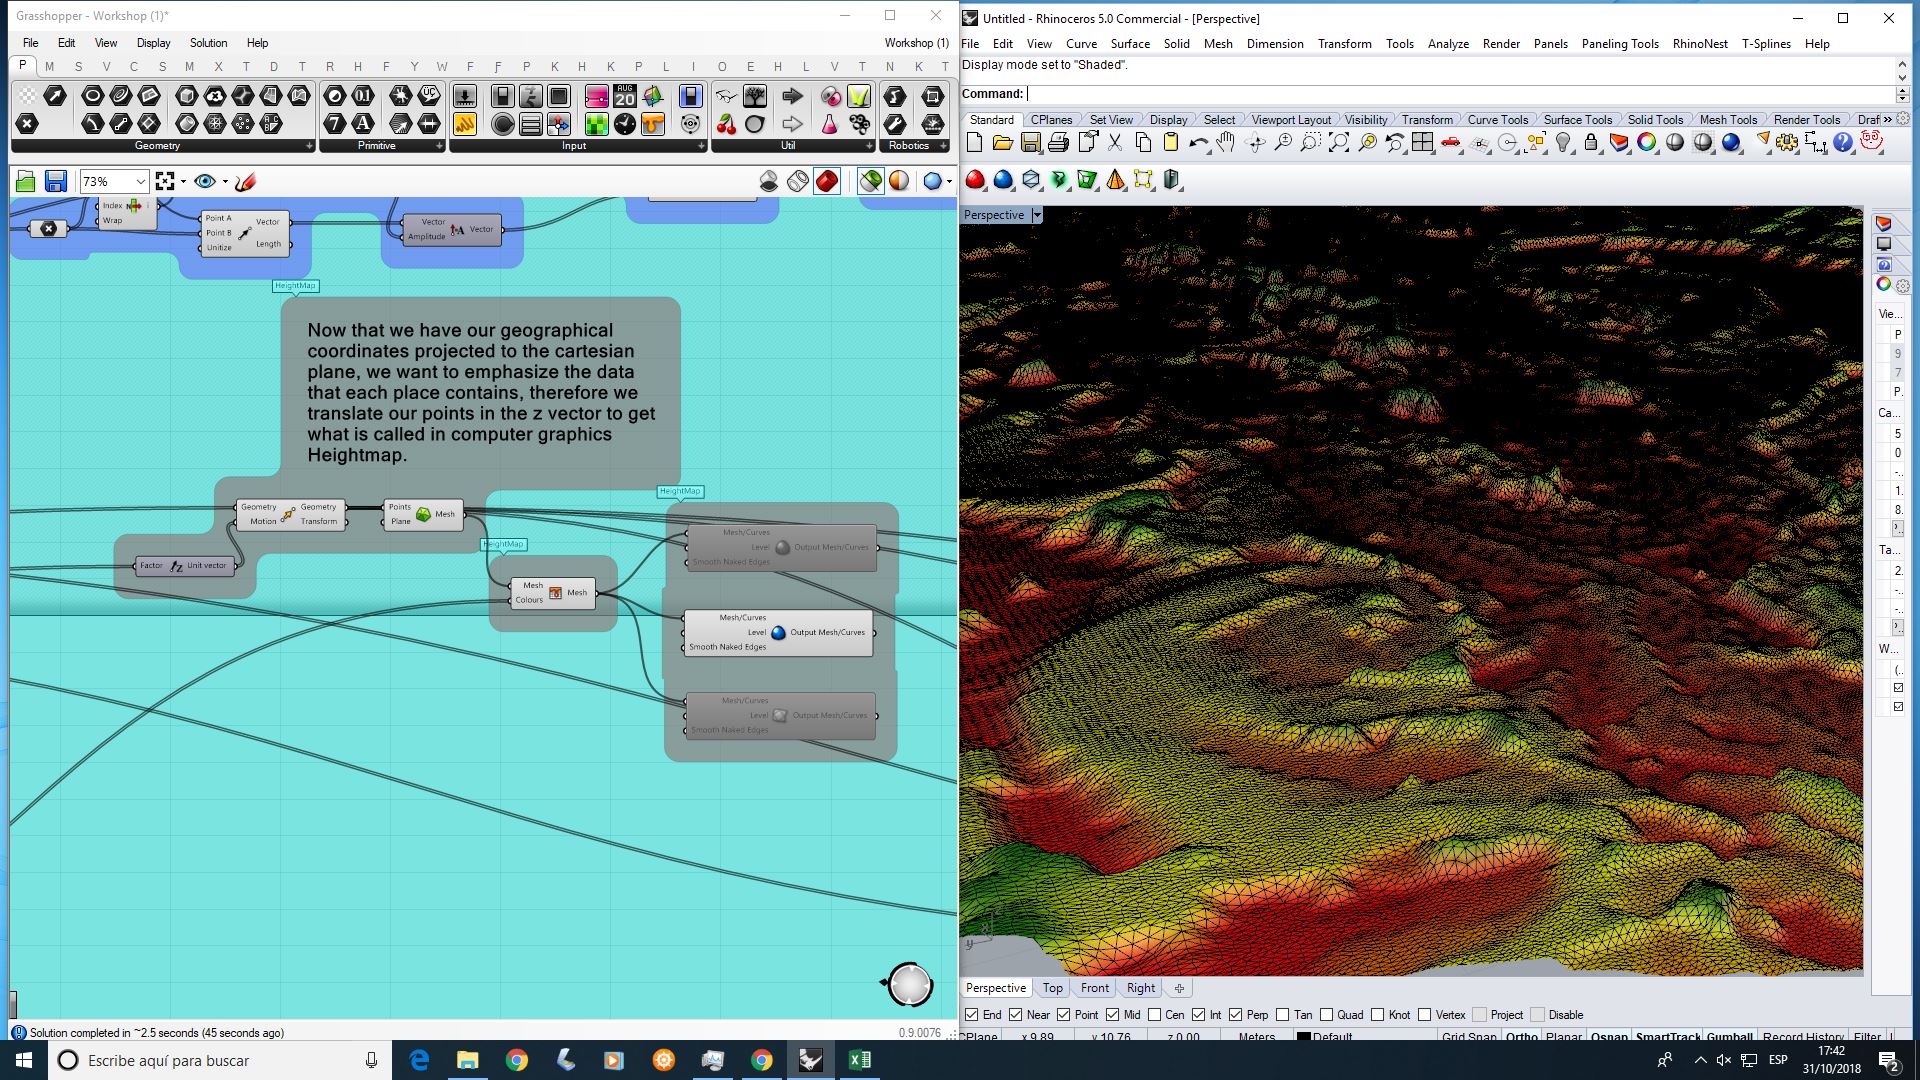 Grasshopper - Workshop (1)*
File Edit View Display Solution Help
Workshop (1)
P M S V C S M X T D T R H F Y W F F K H K P L I O E H L V T N K T
Geometry
Primitive
Input
Util
Robotics
AUG
20
73%
Index
Wrap
Point A
Point B
Unitize
Vector
Length
Vector
Amplitude
Vector
HeightMap
Now that we have our geographical
coordinates projected to the cartesian
plane, we want to emphasize the data
that each place contains, therefore we
translate our points in the z vector to get
what is called in computer graphics
Heightmap.
Geometry
Motion
Geometry
Transform
Points
Plane
Mesh
Factor
Unit vector
HeightMap
Mesh
Colours
Mesh
HeightMap
Mesh/Curves
Level
Smooth Naked Edges
Output Mesh/Curves
Mesh/Curves
Level
Smooth Naked Edges
Output Mesh/Curves
Mesh/Curves
Level
Smooth Naked Edges
Output Mesh/Curves
Solution completed in ~2.5 seconds (45 seconds ago)
0.9.0076
Untitled - Rhinoceros 5.0 Commercial - [Perspective]
File Edit View Curve Surface Solid Mesh Dimension Transform Tools Analyze Render Panels Paneling Tools RhinoNest T-Splines Help
Display mode set to "Shaded".
Command:
Standard CPlanes Set View Display Select Viewport Layout Visibility Transform Curve Tools Surface Tools Solid Tools Mesh Tools Render Tools Draf »
Perspective
Vie...
P
9
7
P.
Ca...
5
0
-.
1.
8.
Ta...
2.
-.
-.
W...
(.
y
Perspective Top Front Right
End Near Point Mid Cen Int Perp Tan Quad Knot Vertex Project Disable
CPlane x 9.89 y 10.76 z 0.00 Meters Default Grid Snap Ortho Planar Osnap SmartTrack Gumball Record History Filter
Escribe aquí para buscar
ESP
17:42
31/10/2018
2